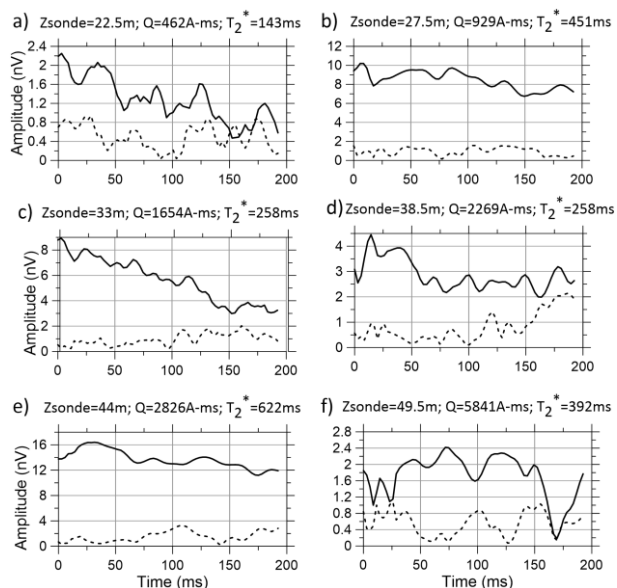 a) Zsonde=22.5m; Q=462A-ms; T2*=143ms
2.4
2.0
1.6
1.2
0.8
0.4
0
Amplitude (nV)
0 50 100 150 200
b) Zsonde=27.5m; Q=929A-ms; T2*=451ms
12
10
8
6
4
2
0
0 50 100 150 200
c) Zsonde=33m; Q=1654A-ms; T2*=258ms
8
6
4
2
0
Amplitude (nV)
0 50 100 150 200
d) Zsonde=38.5m; Q=2269A-ms; T2*=258ms
4
3
2
1
0
0 50 100 150 200
e) Zsonde=44m; Q=2826A-ms; T2*=622ms
16
12
8
4
0
Amplitude (nV)
0 50 100 150 200
Time (ms)
f) Zsonde=49.5m; Q=5841A-ms; T2*=392ms
2.8
2.4
2.0
1.6
1.2
0.8
0.4
0
0 50 100 150 200
Time (ms)